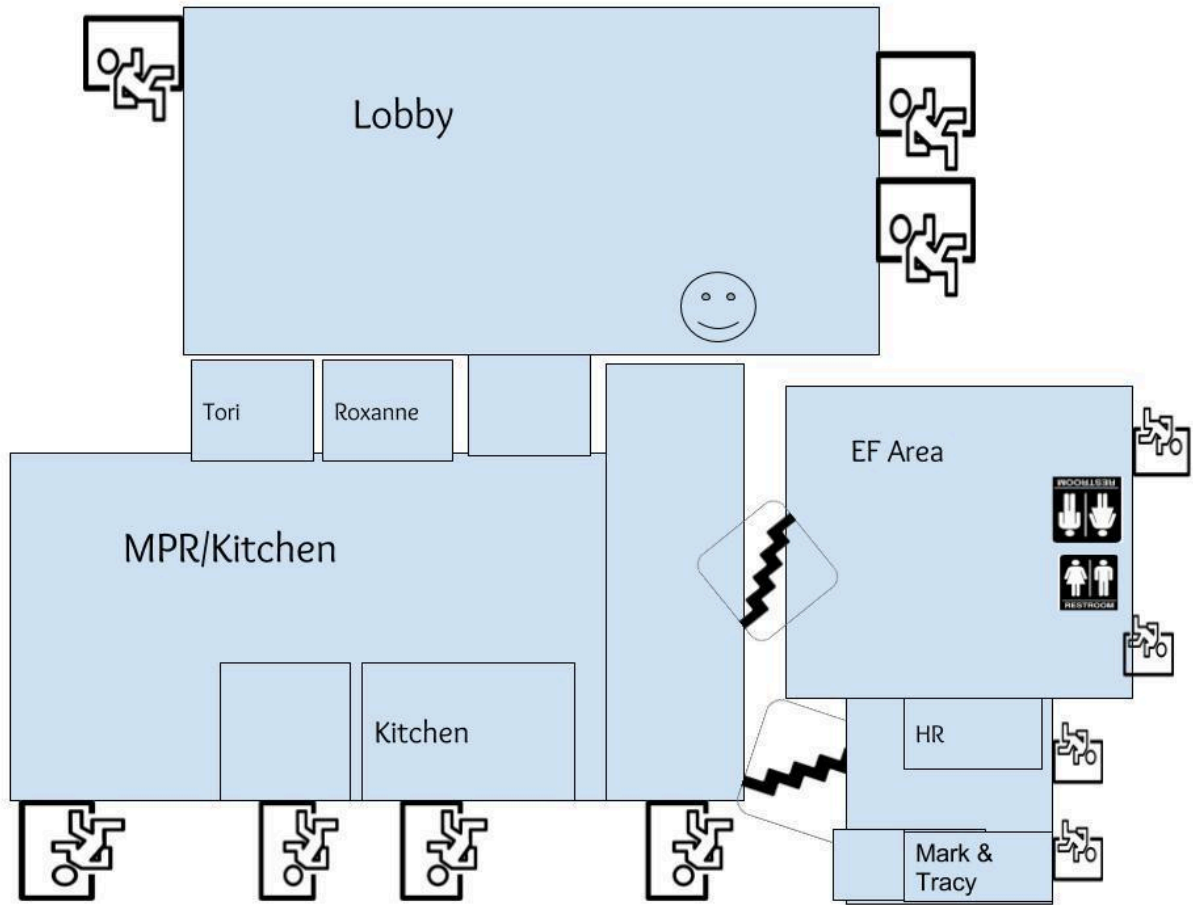 Lobby
Tori
Roxanne
EF Area
RESTROOM
MPR/Kitchen
RESTROOM
Kitchen
HR
Mark &
Tracy